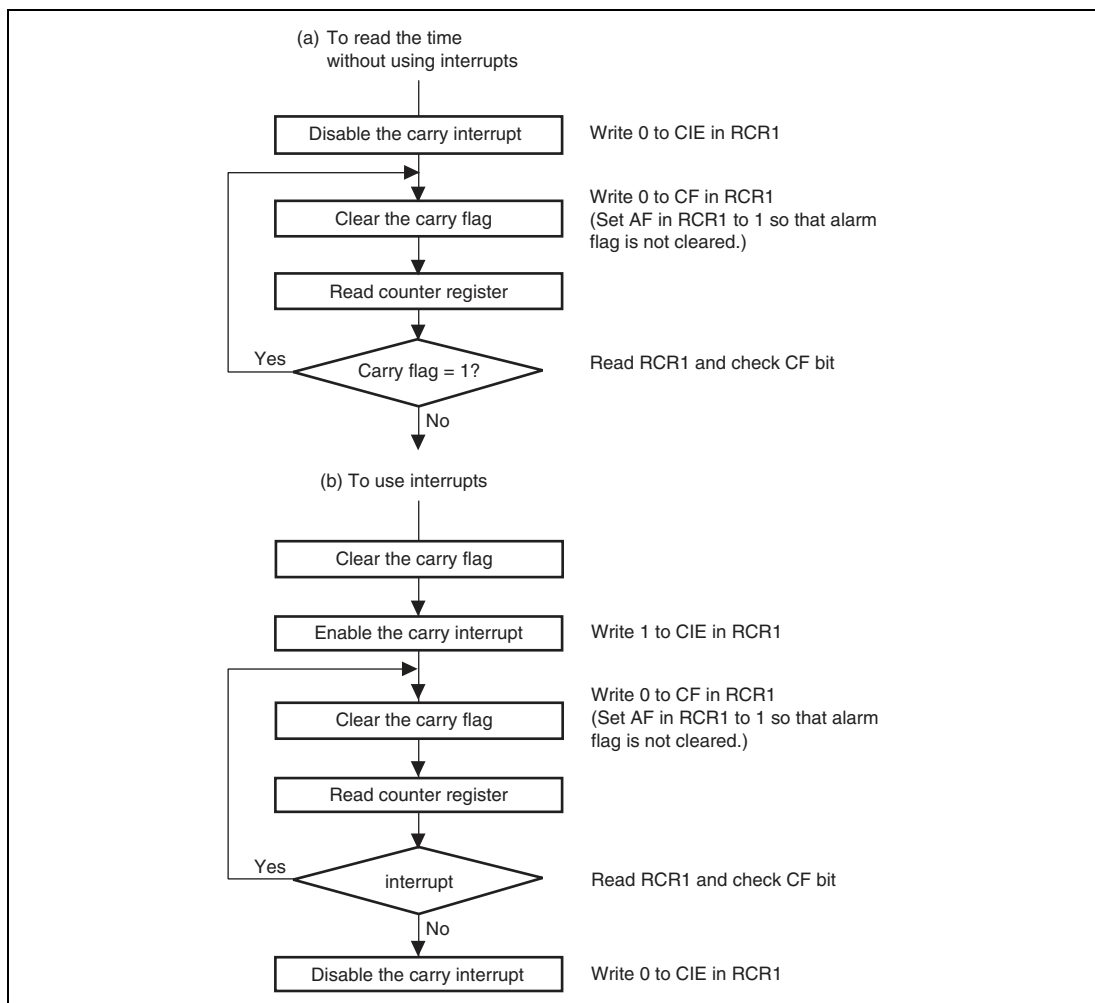 (a) To read the time
without using interrupts
Disable the carry interrupt
Write 0 to CIE in RCR1
Clear the carry flag
Write 0 to CF in RCR1
(Set AF in RCR1 to 1 so that alarm
flag is not cleared.)
Read counter register
Yes
Carry flag = 1?
Read RCR1 and check CF bit
No
(b) To use interrupts
Clear the carry flag
Enable the carry interrupt
Write 1 to CIE in RCR1
Clear the carry flag
Write 0 to CF in RCR1
(Set AF in RCR1 to 1 so that alarm
flag is not cleared.)
Read counter register
Yes
interrupt
Read RCR1 and check CF bit
No
Disable the carry interrupt
Write 0 to CIE in RCR1